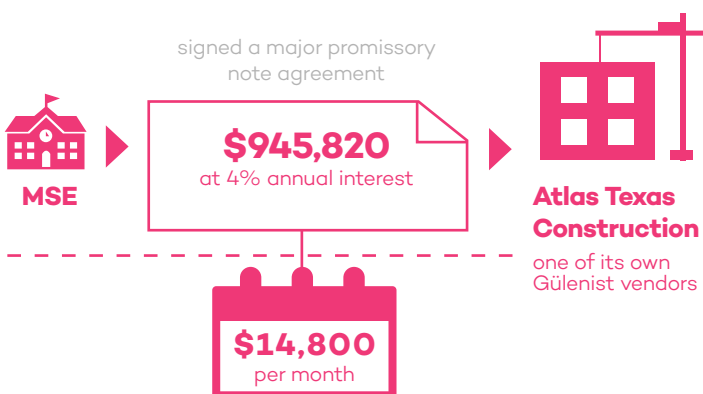 signed a major promissory
note agreement
MSE
$945,820
at 4% annual interest
Atlas Texas
Construction
one of its own
Gülenist vendors
$14,800
per month